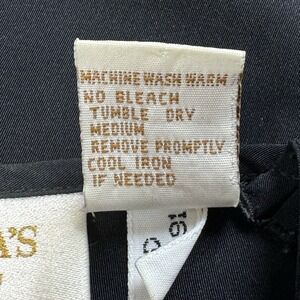 MACHINE WASH WARM
NO BLEACH
TUMBLE DRY
MEDIUM
REMOVE PROMPTLY
COOL IRON
IF NEEDED
A'S